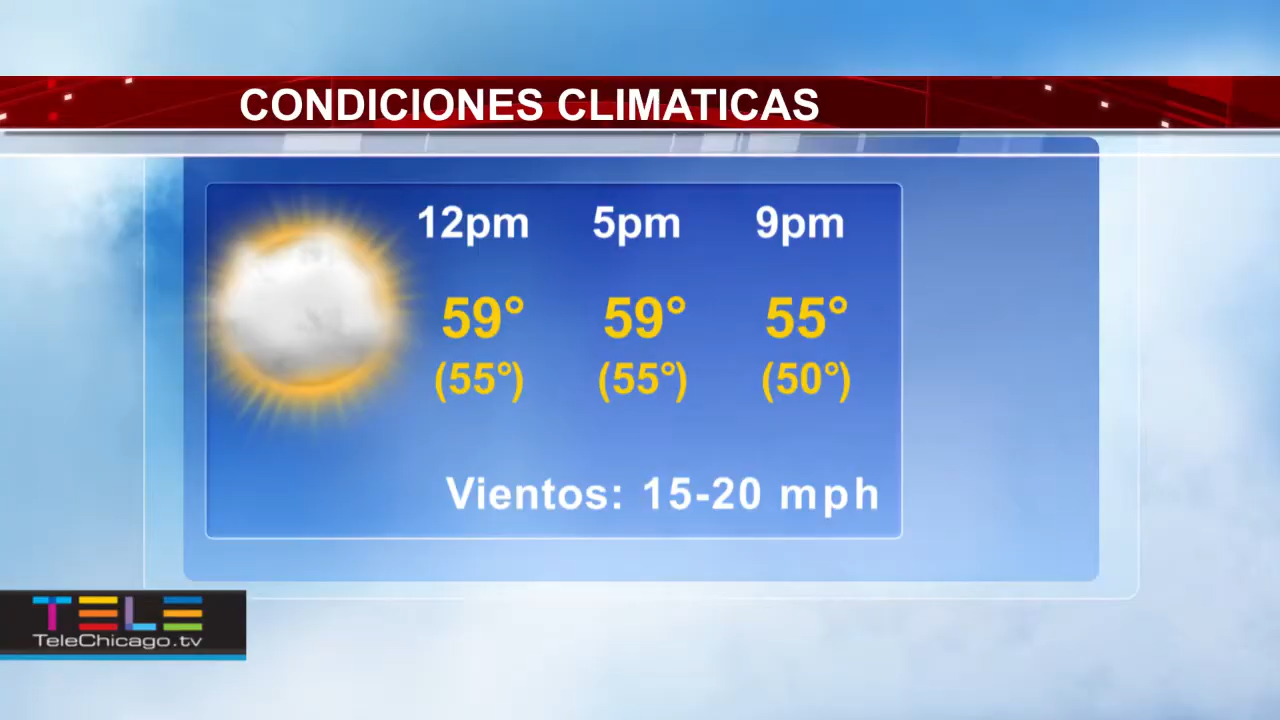 CONDICIONES CLIMATICAS
12pm 5pm 9pm
59° 59° 55°
(55°) (55°) (50°)
Vientos: 15-20 mph
TELE
TeleChicago.tv